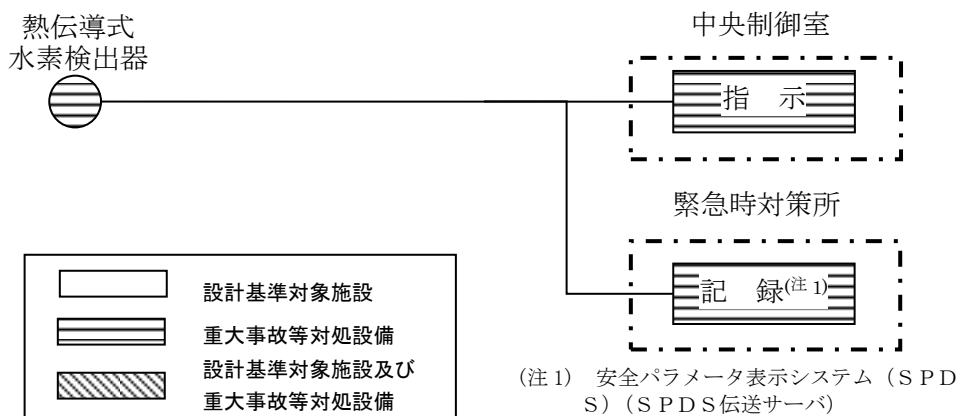 熱伝導式
水素検出器
中央制御室
指 示
緊急時対策所
記 録(注 1)
設計基準対象施設
重大事故等対処設備
設計基準対象施設及び
重大事故等対処設備
(注 1) 安全パラメータ表示システム(ＳＰＤ
Ｓ)(ＳＰＤＳ伝送サーバ)